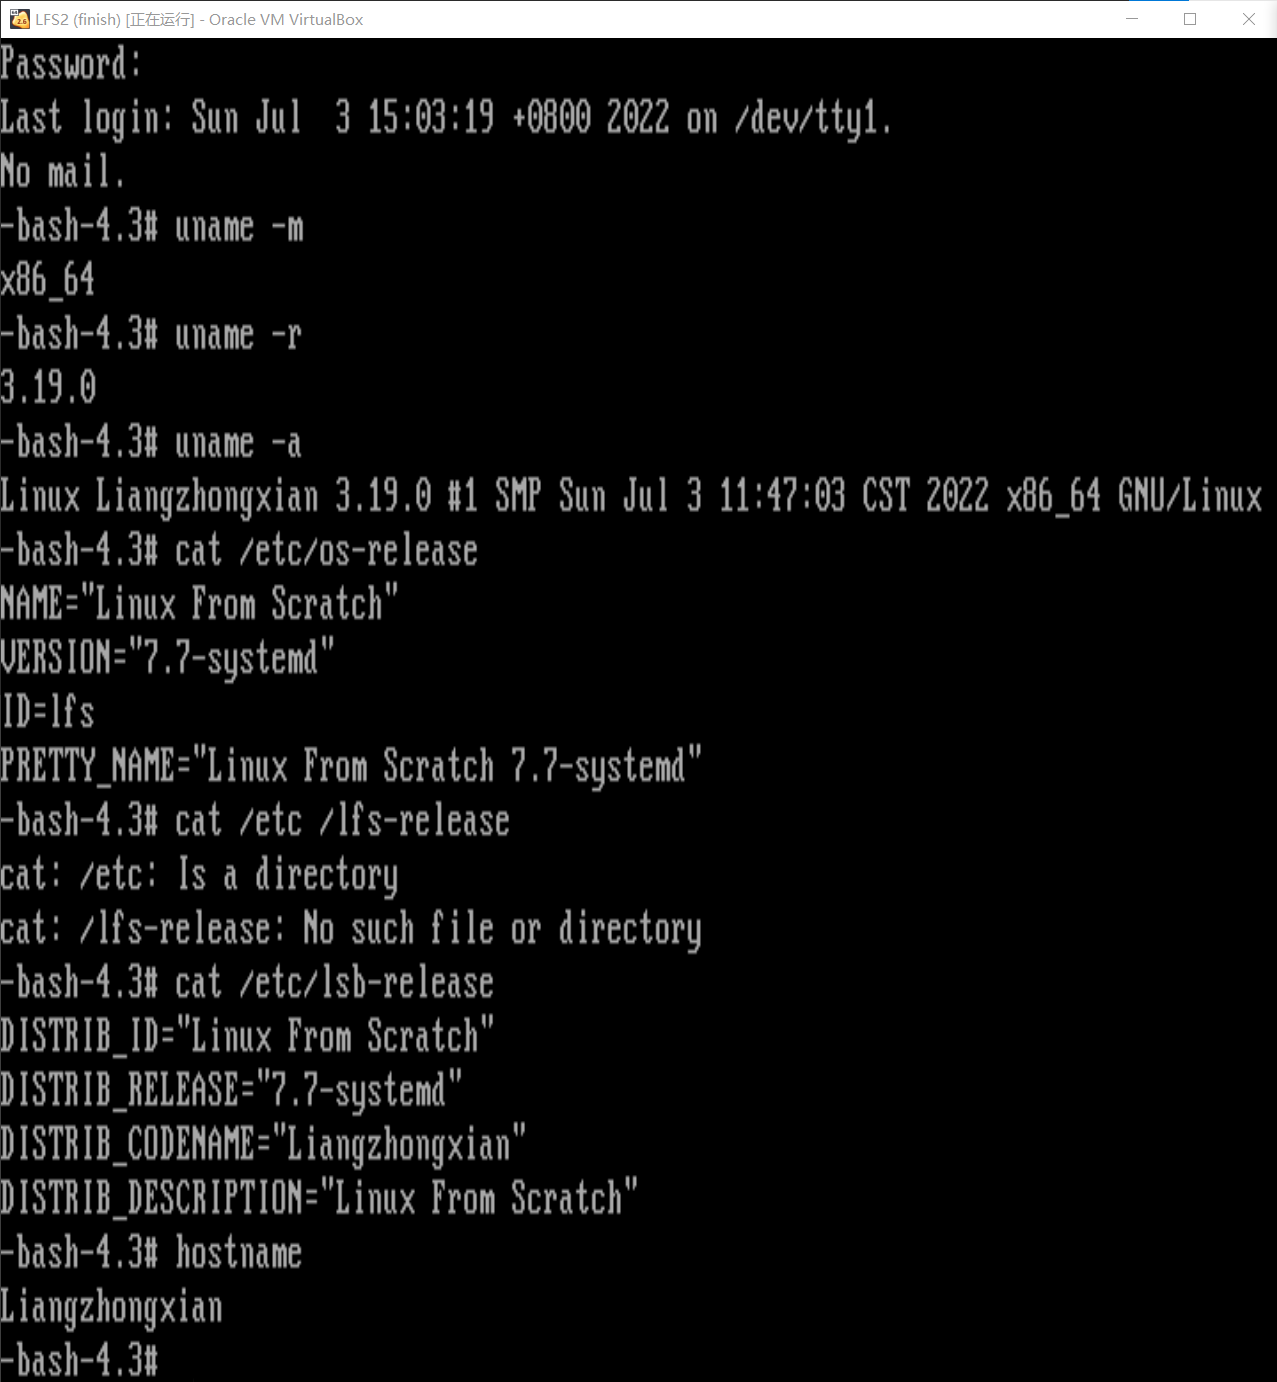 LFS2 (finish) [正在运行] - Oracle VM VirtualBox
Password:
Last login: Sun Jul  3 15:03:19 +0800 2022 on /dev/tty1.
No mail.
-bash-4.3# uname -m
x86_64
-bash-4.3# uname -r
3.19.0
-bash-4.3# uname -a
Linux Liangzhongxian 3.19.0 #1 SMP Sun Jul 3 11:47:03 CST 2022 x86_64 GNU/Linux
-bash-4.3# cat /etc/os-release
NAME="Linux From Scratch"
VERSION="7.7-systemd"
ID=lfs
PRETTY_NAME="Linux From Scratch 7.7-systemd"
-bash-4.3# cat /etc /lfs-release
cat: /etc: Is a directory
cat: /lfs-release: No such file or directory
-bash-4.3# cat /etc/lsb-release
DISTRIB_ID="Linux From Scratch"
DISTRIB_RELEASE="7.7-systemd"
DISTRIB_CODENAME="Liangzhongxian"
DISTRIB_DESCRIPTION="Linux From Scratch"
-bash-4.3# hostname
Liangzhongxian
-bash-4.3#